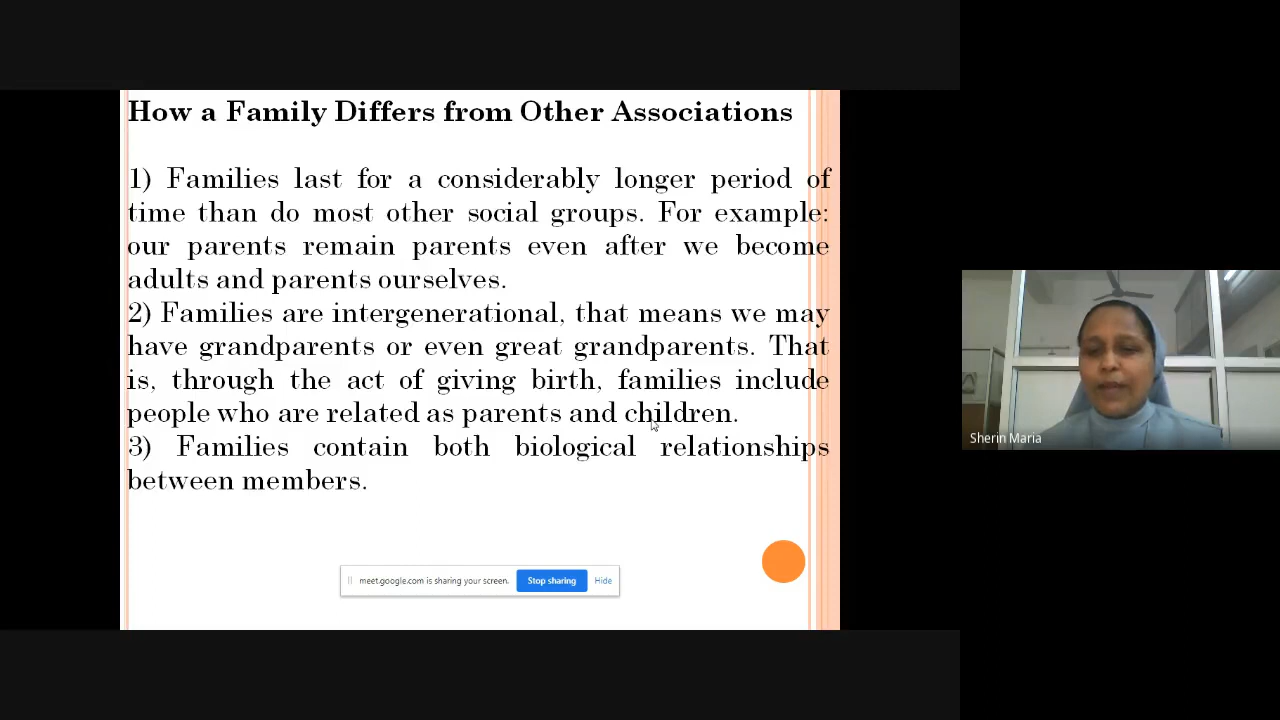 How a Family Differs from Other Associations
1) Families last for a considerably longer period of
time than do most other social groups. For example:
our parents remain parents even after we become
adults and parents ourselves.
2) Families are intergenerational, that means we may
have grandparents or even great grandparents. That
is, through the act of giving birth, families include
people who are related as parents and children.
3) Families contain both biological relationships
between members.
meet.google.com is sharing your screen. Stop sharing Hide
Sherin Maria